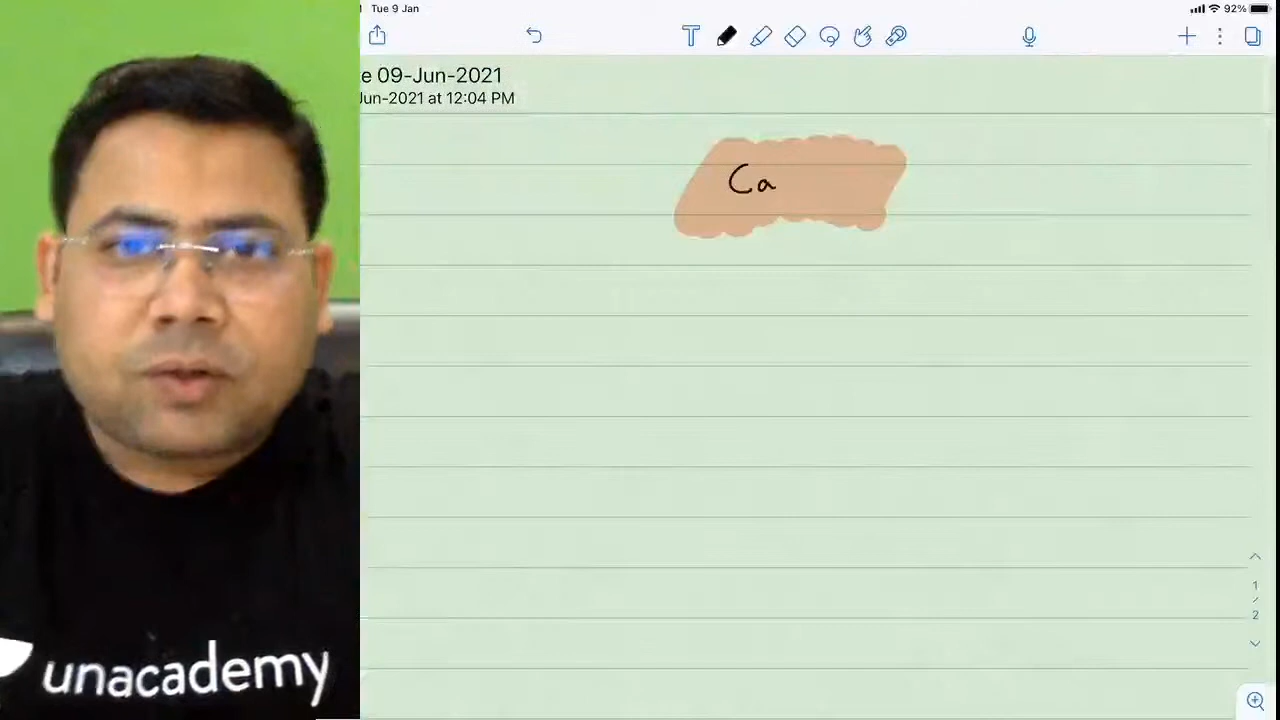 Tue 9 Jan
92%
e 09-Jun-2021
Jun-2021 at 12:04 PM
Ca
1
/
2
unacademy